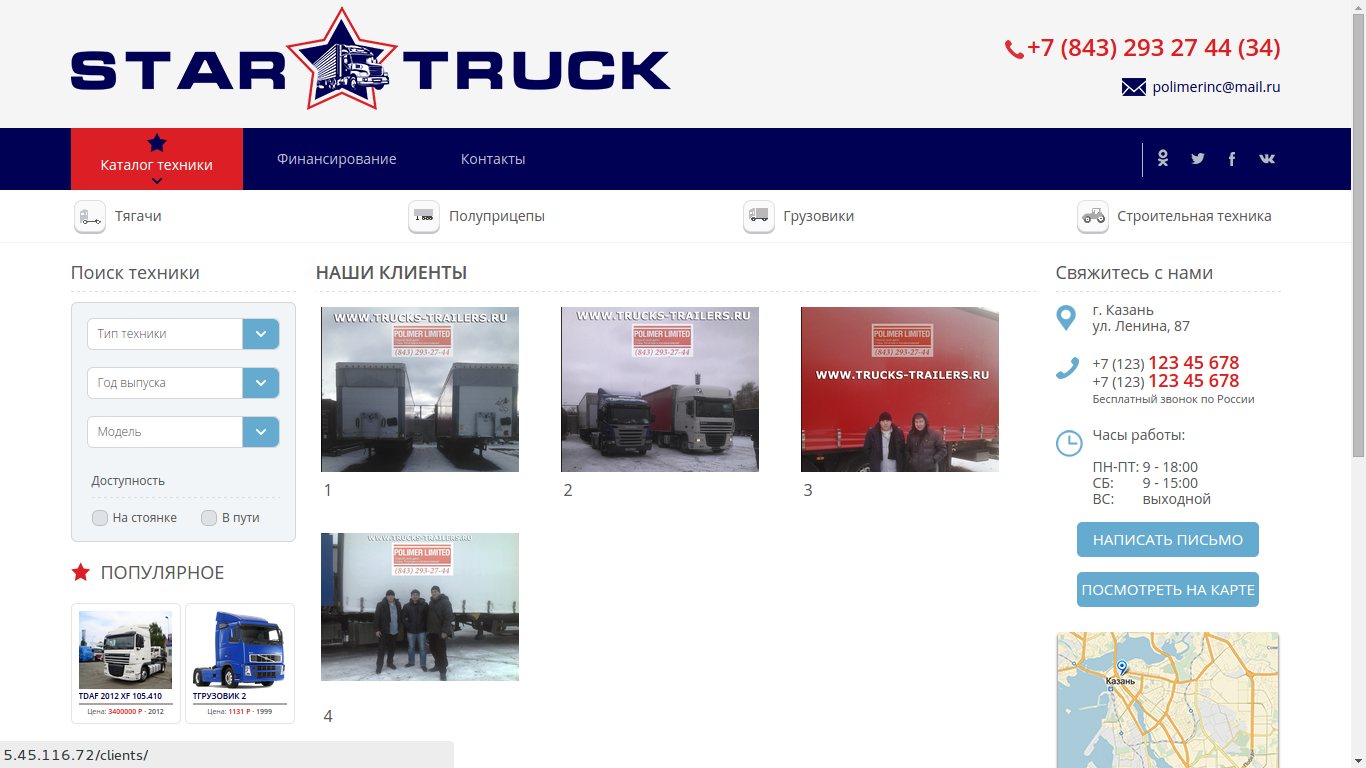 STAR TRUCK
+7 (843) 293 27 44 (34)
polimerinc@mail.ru
Каталог техники
Финансирование
Контакты
Тягачи
Полуприцепы
Грузовики
Строительная техника
Поиск техники
Тип техники
Год выпуска
Модель
Доступность
На стоянке
В пути
ПОПУЛЯРНОЕ
TDAF 2012 XF 105.410
Цена: 3400000 Р - 2012
ТГРУЗОВИК 2
Цена: 1131 Р - 1999
НАШИ КЛИЕНТЫ
WWW.TRUCKS-TRAILERS.RU
POLIMER LIMITED
(843) 293-27-44
1
WWW.TRUCKS-TRAILERS.RU
POLIMER LIMITED
(843) 293-27-44
2
POLIMER LIMITED
(843) 293-27-44
WWW.TRUCKS-TRAILERS.RU
3
WWW.TRUCKS-TRAILERS.RU
POLIMER LIMITED
(843) 293-27-44
4
Свяжитесь с нами
г. Казань
ул. Ленина, 87
+7 (123) 123 45 678
+7 (123) 123 45 678
Бесплатный звонок по России
Часы работы:
ПН-ПТ: 9 - 18:00
СБ: 9 - 15:00
ВС: выходной
НАПИСАТЬ ПИСЬМО
ПОСМОТРЕТЬ НА КАРТЕ
Казань
5.45.116.72/clients/